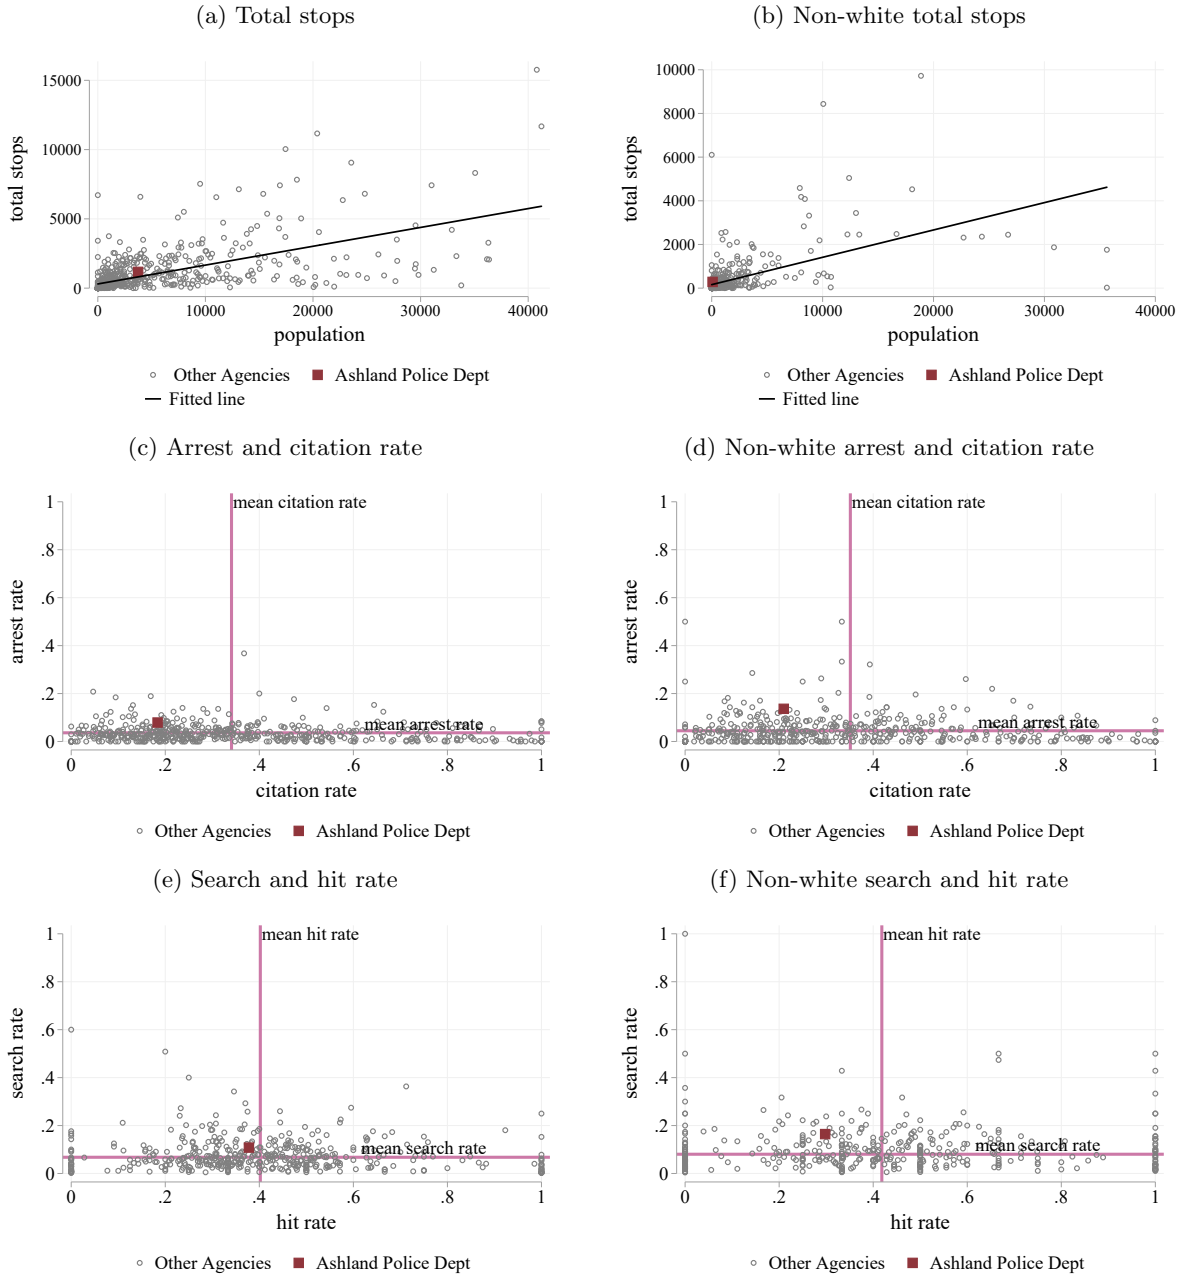 (a) Total stops
(b) Non-white total stops
total stops
15000
10000
5000
0
0
10000
20000
30000
40000
population
Other Agencies
Ashland Police Dept
Fitted line
total stops
10000
8000
6000
4000
2000
0
0
10000
20000
30000
40000
population
Other Agencies
Ashland Police Dept
Fitted line
(c) Arrest and citation rate
(d) Non-white arrest and citation rate
arrest rate
1
.8
.6
.4
.2
0
mean citation rate
mean arrest rate
0
.2
.4
.6
.8
1
citation rate
Other Agencies
Ashland Police Dept
arrest rate
1
.8
.6
.4
.2
0
mean citation rate
mean arrest rate
0
.2
.4
.6
.8
1
citation rate
Other Agencies
Ashland Police Dept
(e) Search and hit rate
(f) Non-white search and hit rate
search rate
1
.8
.6
.4
.2
0
mean hit rate
mean search rate
0
.2
.4
.6
.8
1
hit rate
Other Agencies
Ashland Police Dept
search rate
1
.8
.6
.4
.2
0
mean hit rate
mean search rate
0
.2
.4
.6
.8
1
hit rate
Other Agencies
Ashland Police Dept